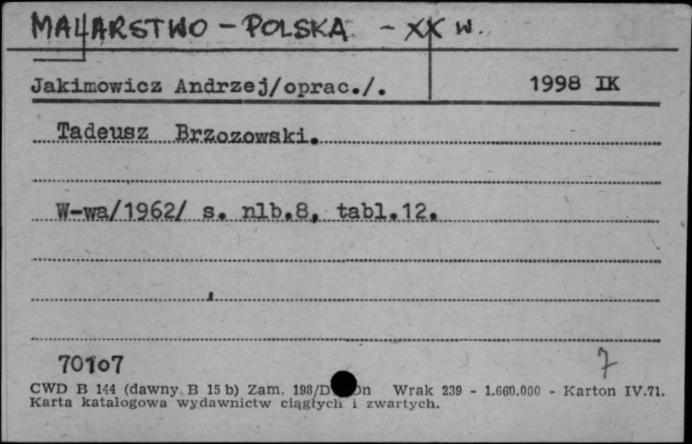 MALARSTWO - POLSKA - XX w.
Jakimowicz Andrzej/oprac./. 1998 IK
Tadeusz Brzozowski.
W-wa/1962/ s. nlb.8, tabl.12.
70107 7
CWD B 144 (dawny B 15 b) Zam. 198/D Wrak 239 - 1.660.000 - Karton IV.71.
Karta katalogowa wydawnictw ciągłych i zwartych.